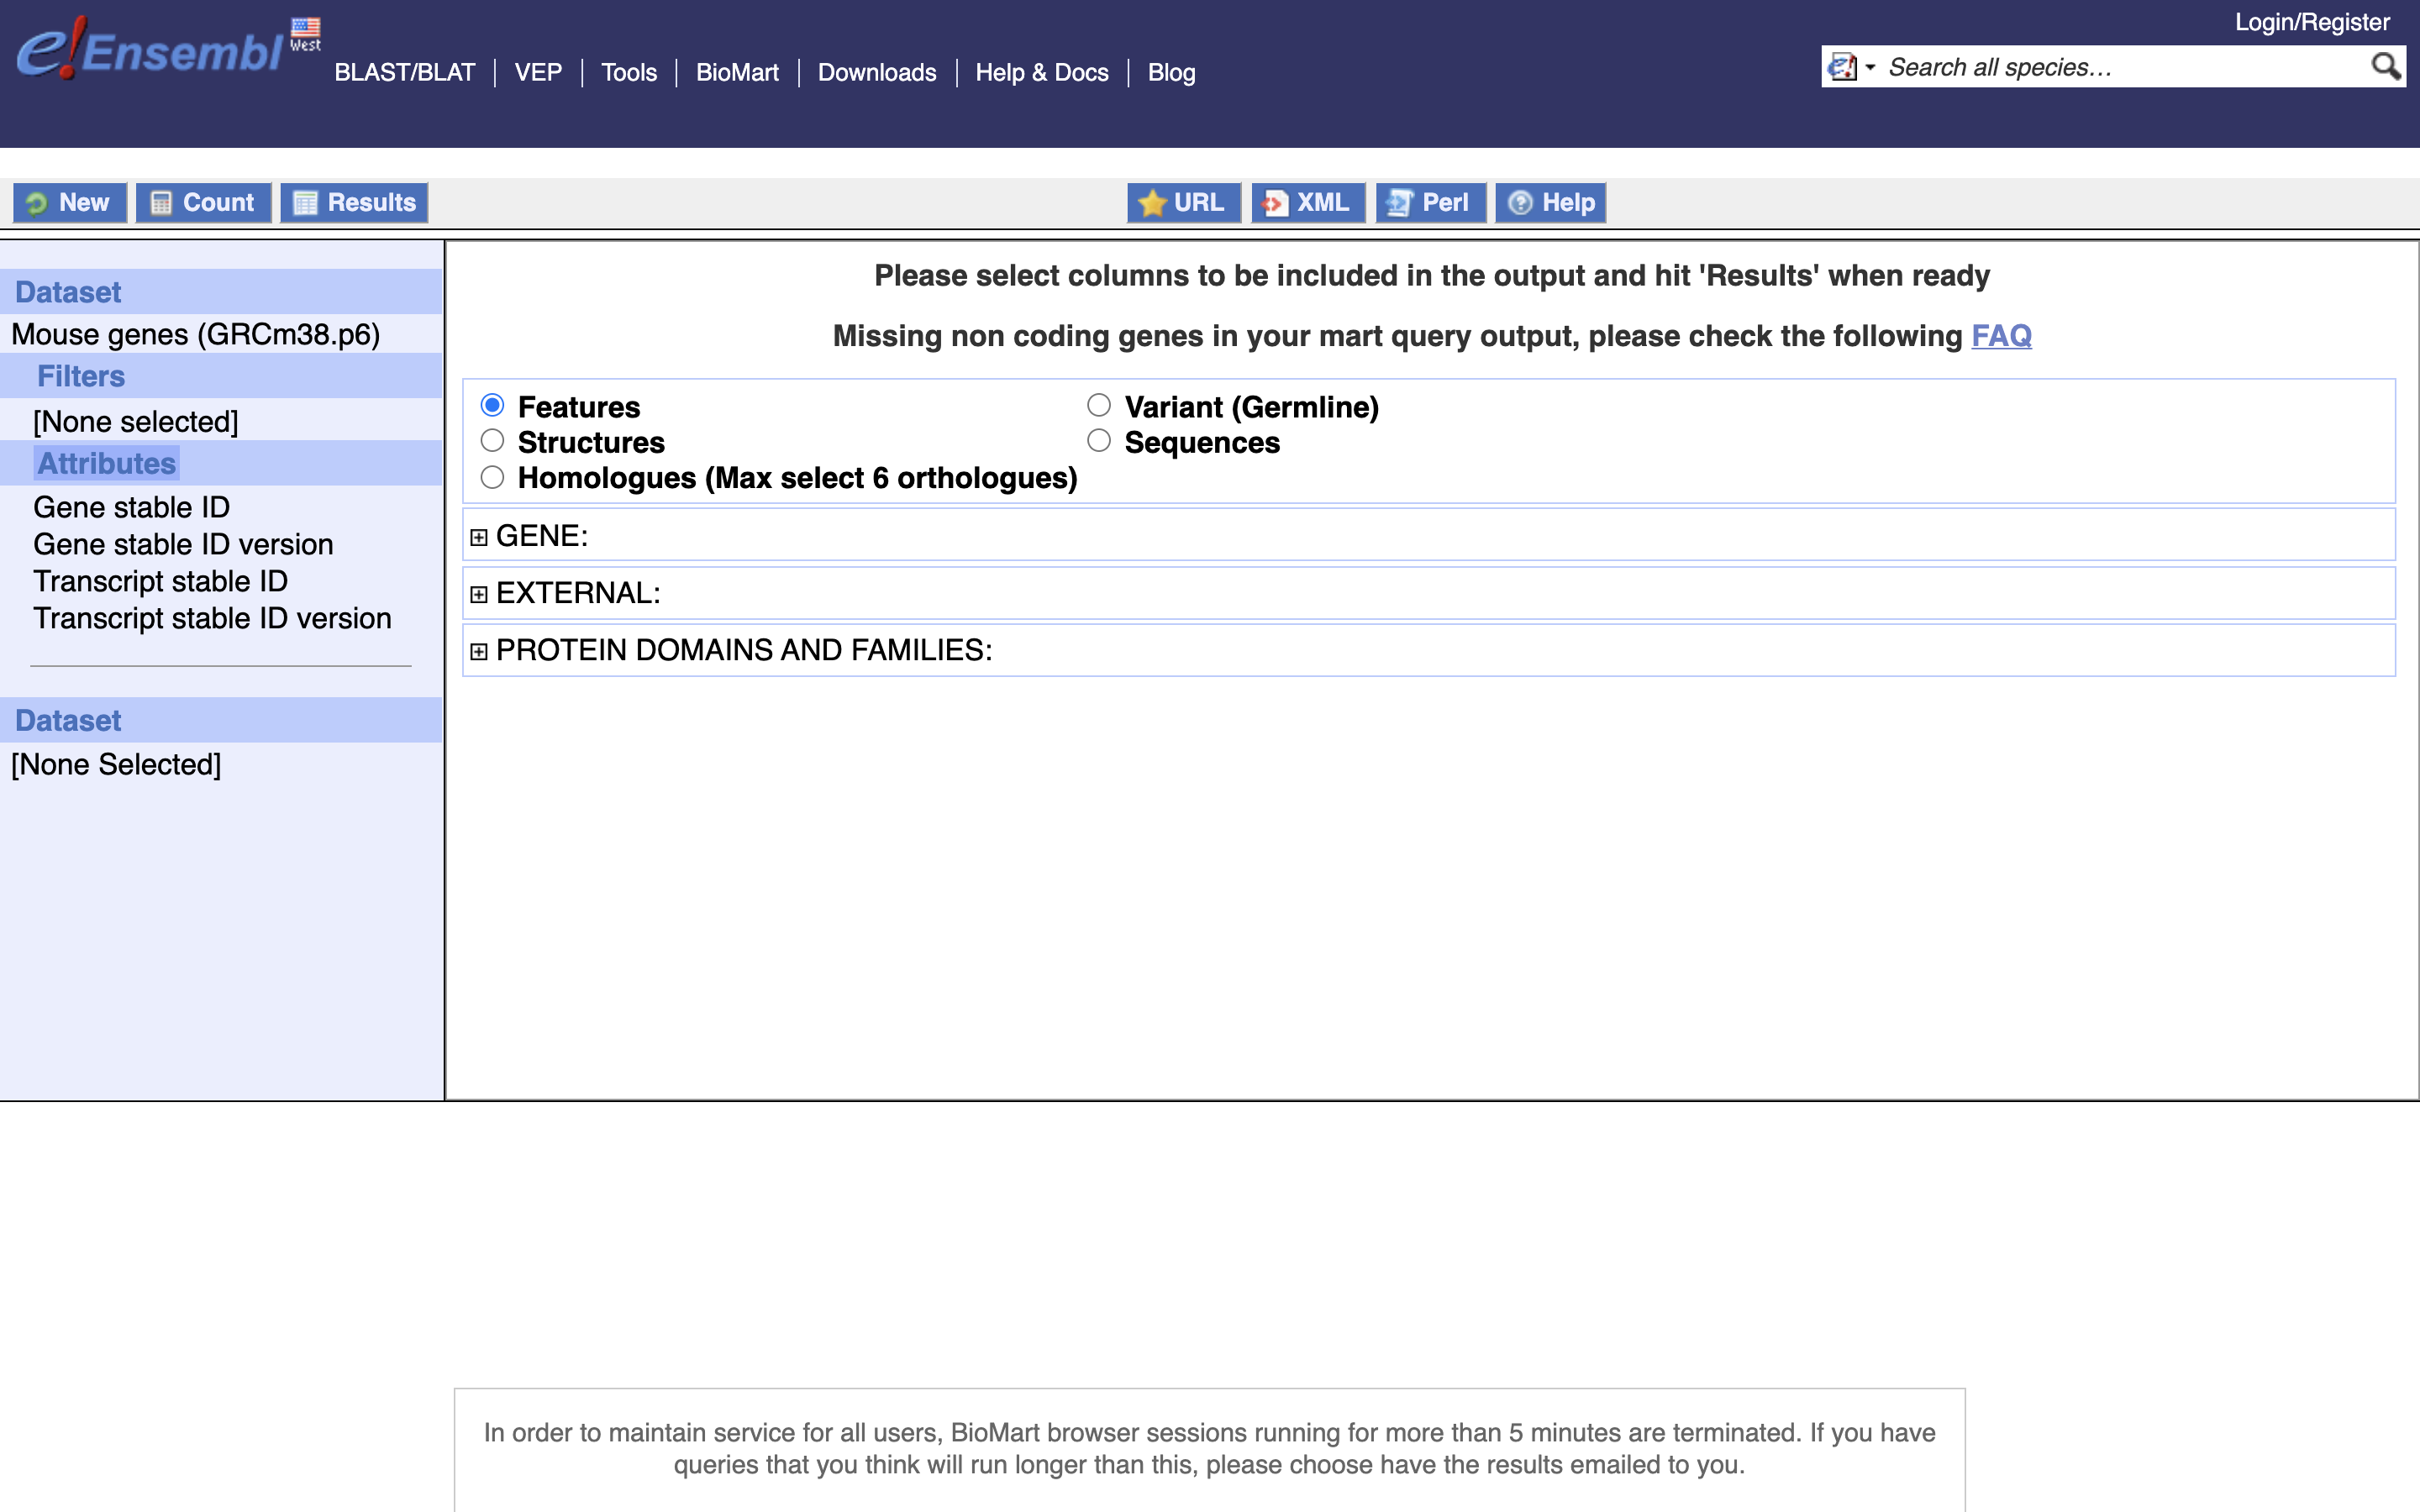 e!Ensembl
West
Login/Register
BLAST/BLAT | VEP | Tools | BioMart | Downloads | Help & Docs | Blog
e! Search all species...
New Count Results URL XML Perl Help
Dataset
Mouse genes (GRCm38.p6)
Filters
[None selected]
Attributes
Gene stable ID
Gene stable ID version
Transcript stable ID
Transcript stable ID version
Dataset
[None Selected]
Please select columns to be included in the output and hit 'Results' when ready
Missing non coding genes in your mart query output, please check the following FAQ
Features
Variant (Germline)
Structures
Sequences
Homologues (Max select 6 orthologues)
GENE:
EXTERNAL:
PROTEIN DOMAINS AND FAMILIES:
In order to maintain service for all users, BioMart browser sessions running for more than 5 minutes are terminated. If you have
queries that you think will run longer than this, please choose have the results emailed to you.